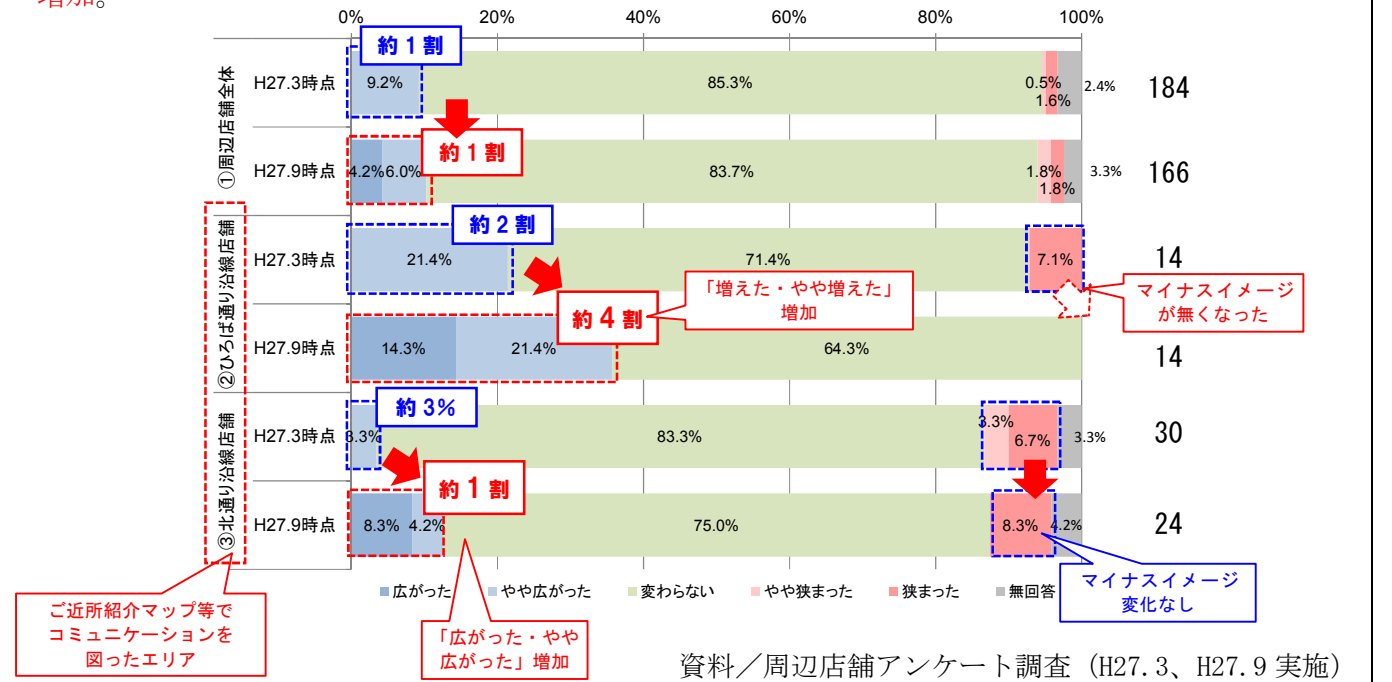 増加。
0%
20%
40%
60%
80%
100%
①周辺店舗全体
H27.3時点
約1割
9.2%
85.3%
0.5%
1.6%
2.4%
184
H27.9時点
約1割
4.2%
6.0%
83.7%
1.8%
1.8%
3.3%
166
②ひろば通り沿線店舗
H27.3時点
約2割
21.4%
71.4%
7.1%
14
マイナスイメージ
が無くなった
H27.9時点
約4割
「増えた・やや増えた」
増加
14.3%
21.4%
64.3%
14
③北通り沿線店舗
H27.3時点
約3%
3.3%
83.3%
3.3%
6.7%
3.3%
30
H27.9時点
約1割
8.3%
4.2%
75.0%
8.3%
4.2%
24
広がった
やや広がった
変わらない
やや狭まった
狭まった
無回答
マイナスイメージ
変化なし
ご近所紹介マップ等で
コミュニケーションを
図ったエリア
「広がった・やや
広がった」増加
資料／周辺店舗アンケート調査（H27.3、H27.9 実施）